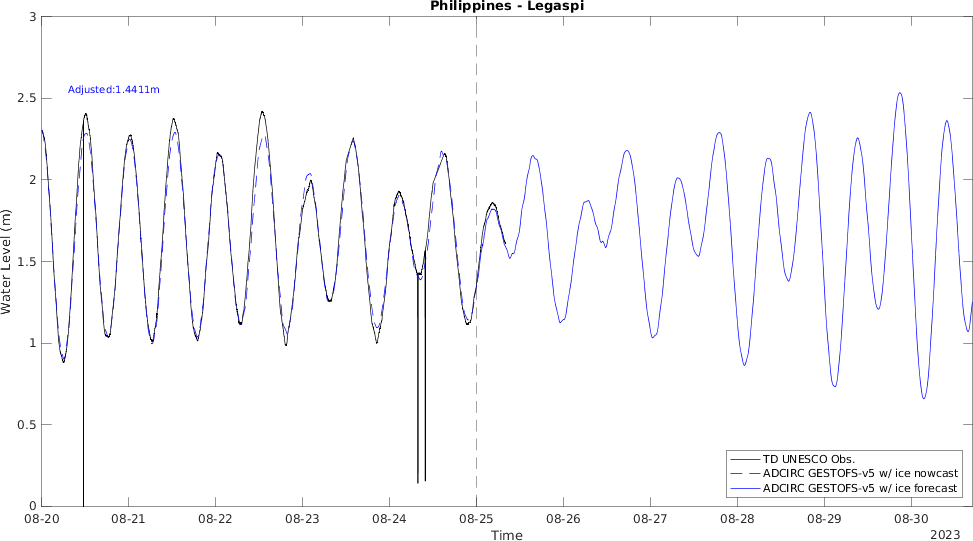 Philippines - Legaspi
3
2.5
2
1.5
1
0.5
0
Water Level (m)
Adjusted:1.4411m
TD UNESCO Obs.
ADCIRC GESTOFS-v5 w/ ice nowcast
ADCIRC GESTOFS-v5 w/ ice forecast
08-20 08-21 08-22 08-23 08-24 08-25 08-26 08-27 08-28 08-29 08-30
Time
2023